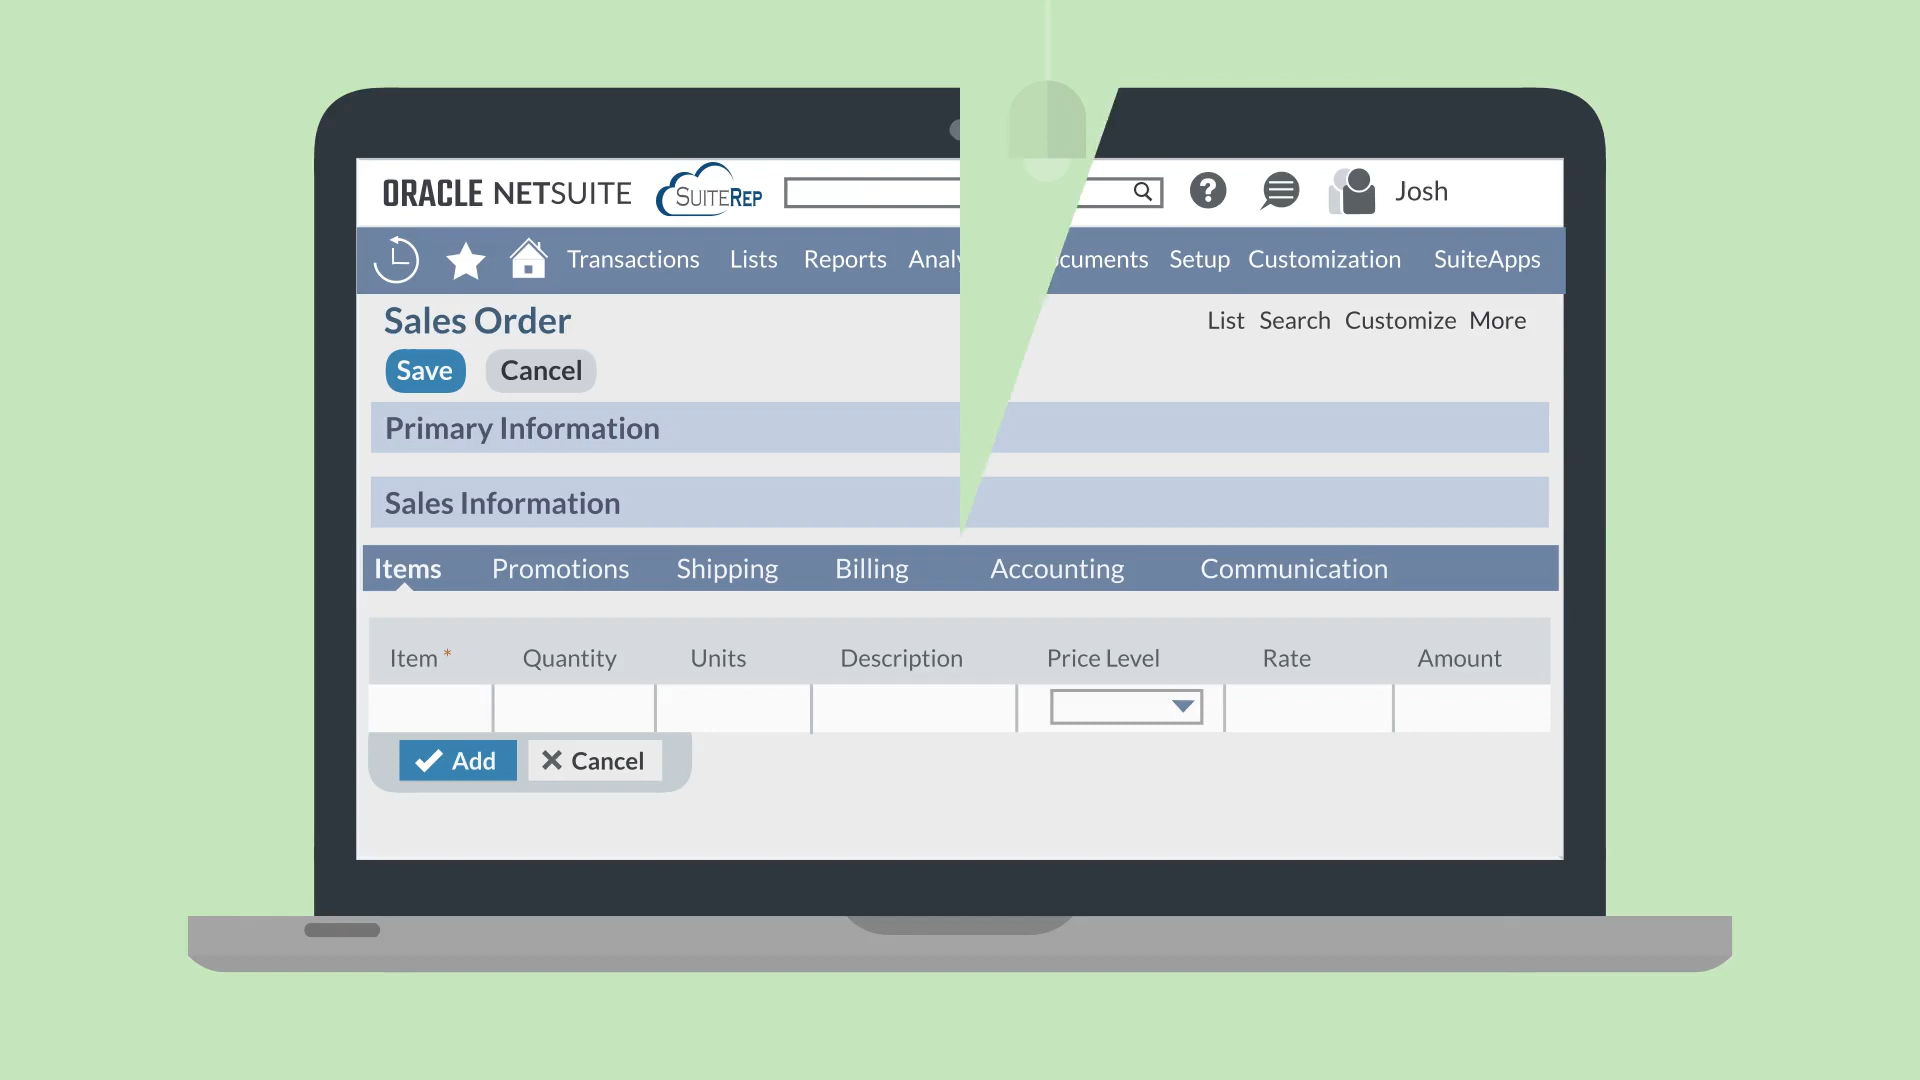 ORACLE NETSUITE SUITEREP Josh
Transactions Lists Reports Setup Customization SuiteApps
Sales Order List Search Customize More
Save Cancel
Primary Information
Sales Information
Items Promotions Shipping Billing Accounting Communication
Item * Quantity Units Description Price Level Rate Amount
Add Cancel